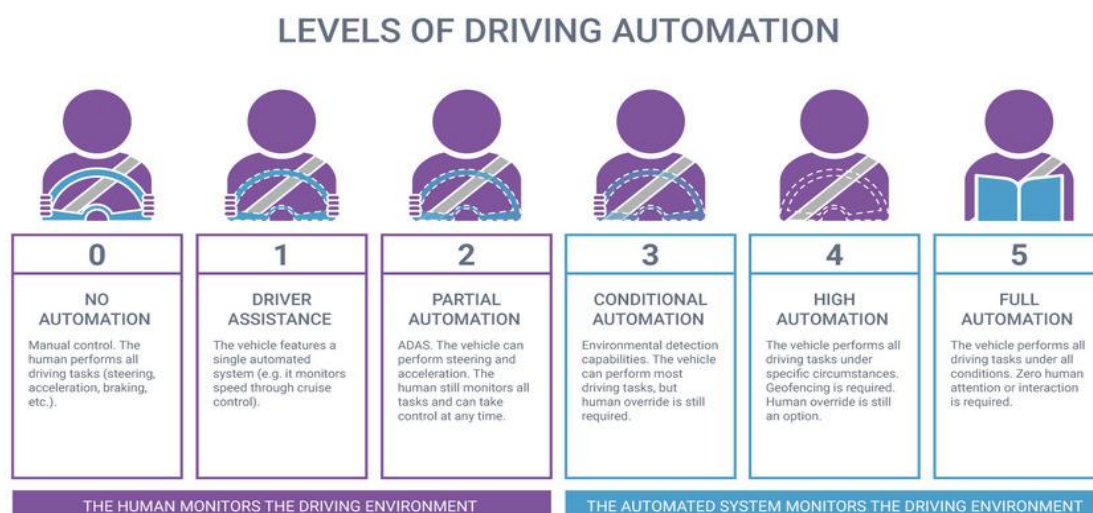 LEVELS OF DRIVING AUTOMATION
0
NO
AUTOMATION
Manual control. The
human performs all
driving tasks (steering,
acceleration, braking,
etc.).
1
DRIVER
ASSISTANCE
The vehicle features a
single automated
system (e.g. it monitors
speed through cruise
control).
2
PARTIAL
AUTOMATION
ADAS. The vehicle can
perform steering and
acceleration. The
human still monitors all
tasks and can take
control at any time.
3
CONDITIONAL
AUTOMATION
Environmental detection
capabilities. The vehicle
can perform most
driving tasks, but
human override is still
required.
4
HIGH
AUTOMATION
The vehicle performs all
driving tasks under
specific circumstances.
Geofencing is required.
Human override is still
an option.
5
FULL
AUTOMATION
The vehicle performs all
driving tasks under all
conditions. Zero human
attention or interaction
is required.
THE HUMAN MONITORS THE DRIVING ENVIRONMENT
THE AUTOMATED SYSTEM MONITORS THE DRIVING ENVIRONMENT